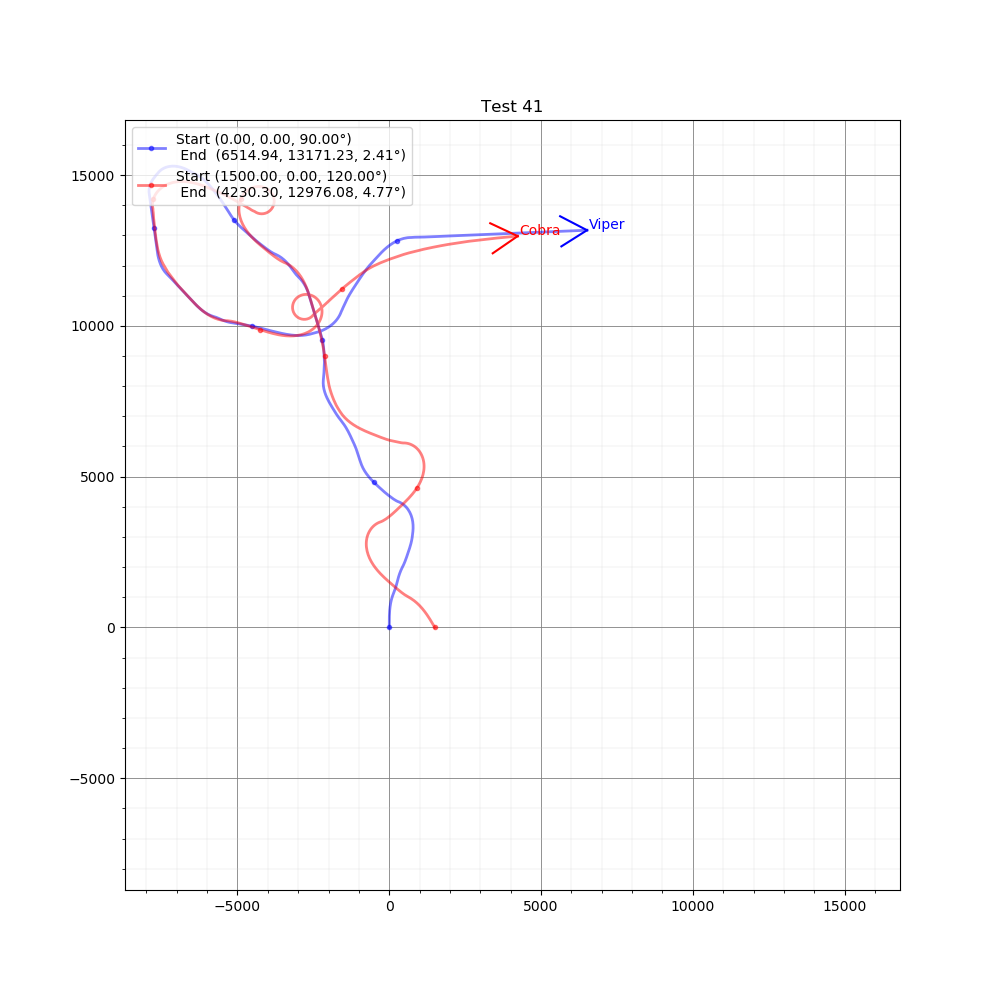 Test 41
Start (0.00, 0.00, 90.00°)
End  (6514.94, 13171.23, 2.41°)
Start (1500.00, 0.00, 120.00°)
End  (4230.30, 12976.08, 4.77°)
15000
Cobra
Viper
10000
5000
0
−5000
−5000
0
5000
10000
15000